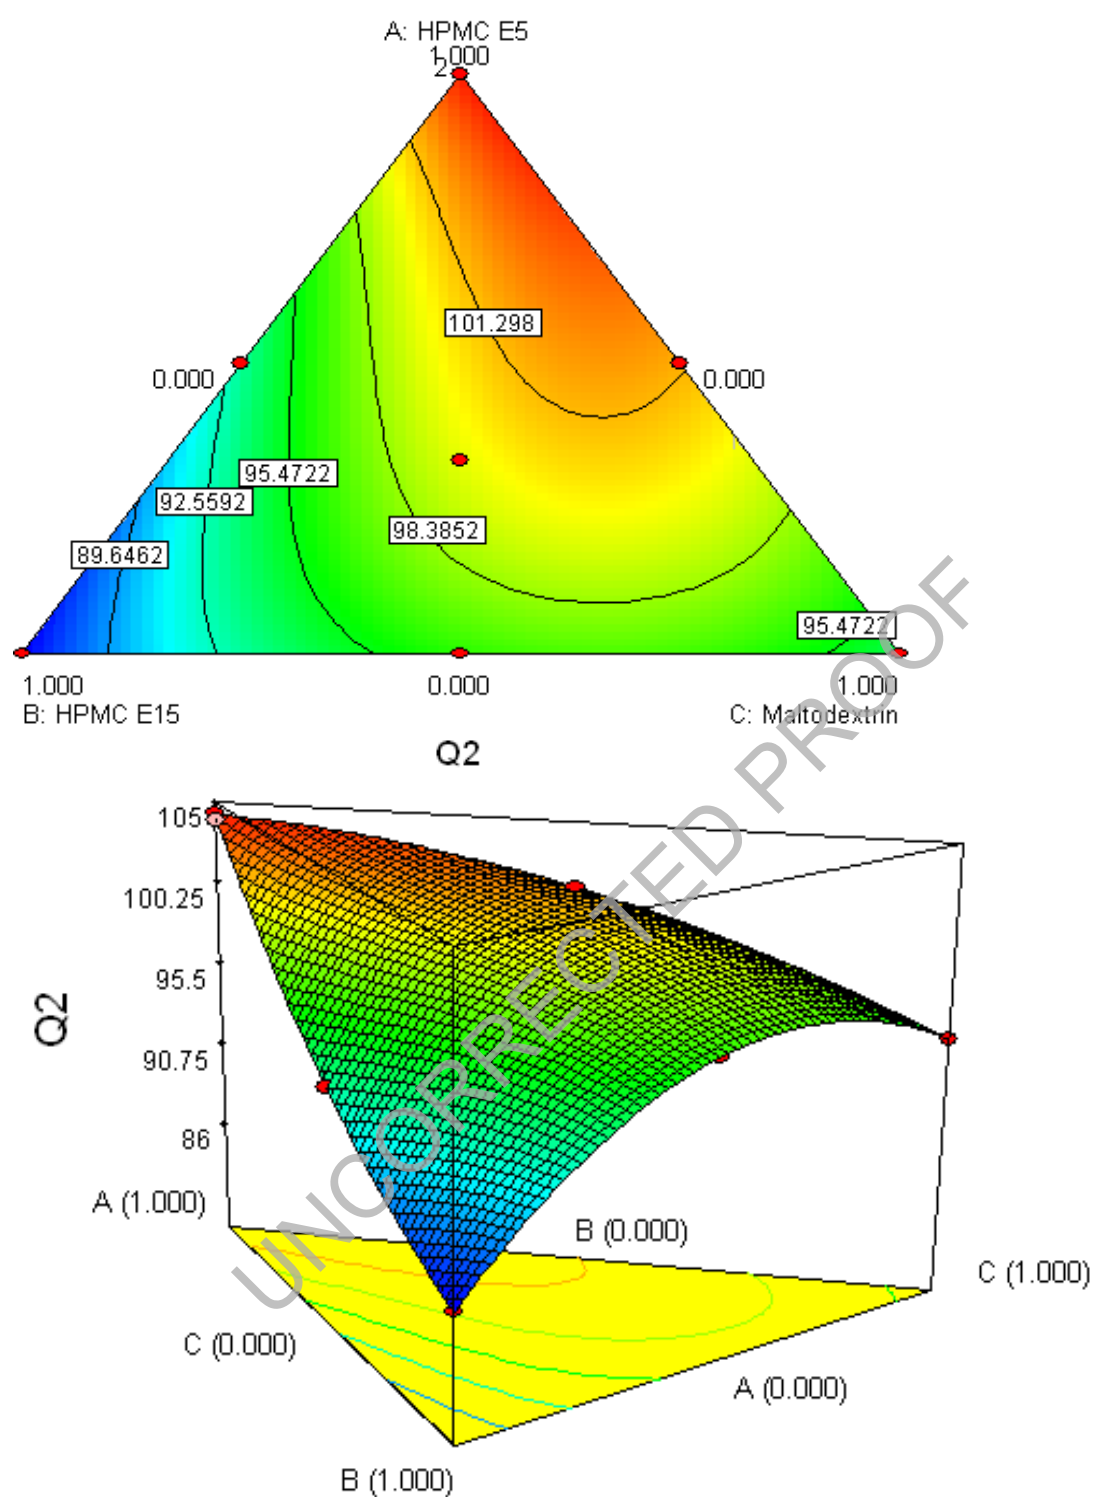 A: HPMC E5
1.000
2
101.298
0.000
0.000
95.4722
92.5592
98.3852
89.6462
95.4722
1.000
0.000
1.000
B: HPMC E15
C: Maltodextrin
Q2
105
100.25
95.5
Q2
90.75
86
A (1.000)
B (0.000)
C (1.000)
C (0.000)
A (0.000)
B (1.000)
UNCORRECTED PROOF